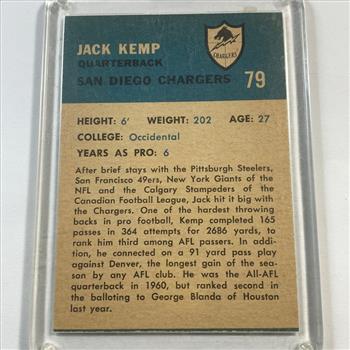 JACK KEMP
QUARTERBACK
SAN DIEGO CHARGERS 79
CHARGERS
HEIGHT: 6' WEIGHT: 202 AGE: 27
COLLEGE: Occidental
YEARS AS PRO: 6
After brief stays with the Pittsburgh Steelers,
San Francisco 49ers, New York Giants of the
NFL and the Calgary Stampeders of the
Canadian Football League, Jack hit it big with
the Chargers. One of the hardest throwing
backs in pro football, Kemp completed 165
passes in 364 attempts for 2686 yards, to
rank him third among AFL passers. In addi-
tion, he connected on a 91 yard pass play
against Denver, the longest gain of the sea-
son by any AFL club. He was the All-AFL
quarterback in 1960, but ranked second in
the balloting to George Blanda of Houston
last year.